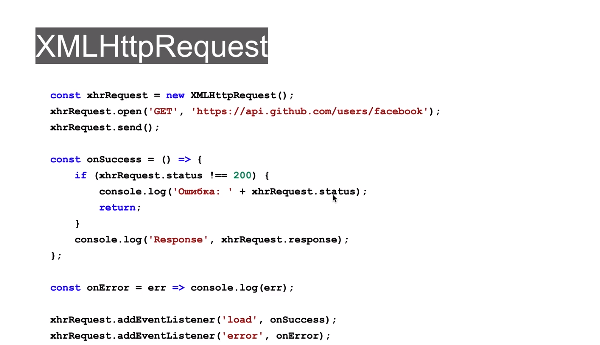 XMLHttpRequest
const xhrRequest = new XMLHttpRequest();
xhrRequest.open('GET', 'https://api.github.com/users/facebook');
xhrRequest.send();
const onSuccess = () => {
if (xhrRequest.status !== 200) {
console.log('Ошибка: ' + xhrRequest.status);
return;
}
console.log('Response', xhrRequest.response);
};
const onError = err => console.log(err);
xhrRequest.addEventListener('load', onSuccess);
xhrRequest.addEventListener('error', onError);